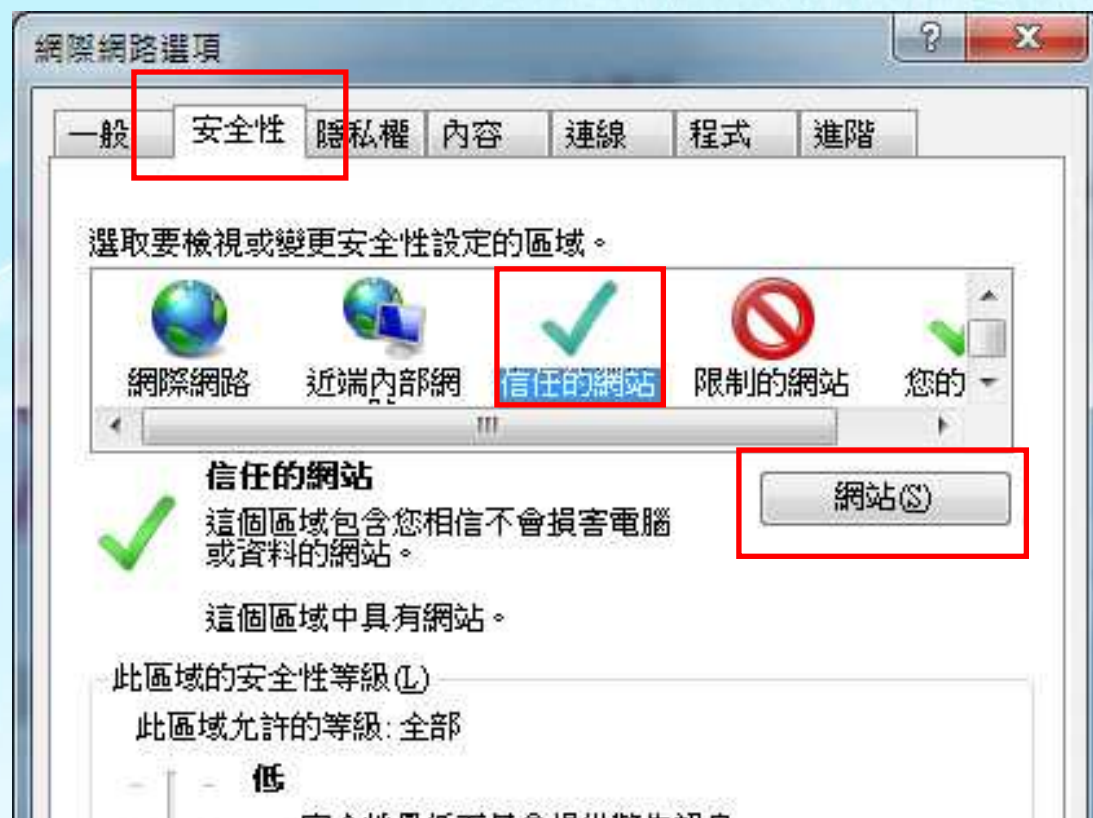 網際網路選項
一般 安全性 隱私權 內容 連線 程式 進階
選取要檢視或變更安全性設定的區域。
網際網路 近端內部網 信任的網站 限制的網站 您的
信任的網站
網站(S)
這個區域包含您相信不會損害電腦
或資料的網站。
這個區域中具有網站。
此區域的安全性等級(L)
此區域允許的等級: 全部
低